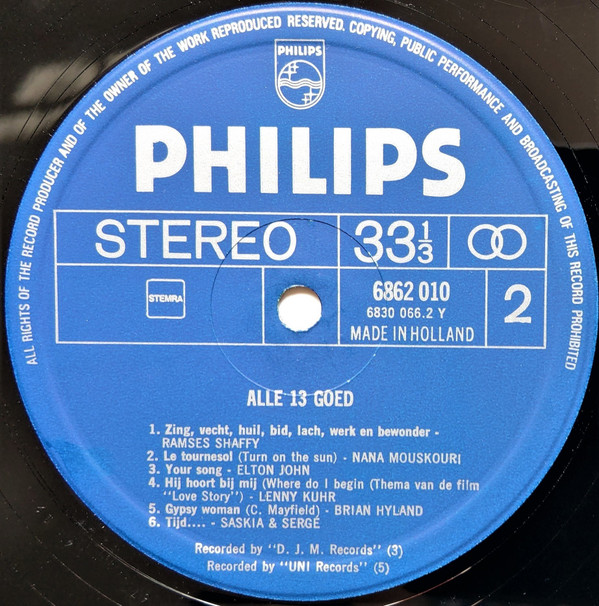 ALL RIGHTS OF THE RECORD PRODUCER AND OF THE OWNER OF THE WORK REPRODUCED RESERVED. COPYING, PUBLIC PERFORMANCE AND BROADCASTING OF THIS RECORD PROHIBITED
PHILIPS
PHILIPS
STEREO 33 1/3
STEMRA
6862 010
6830 066.2 Y
MADE IN HOLLAND
2
ALLE 13 GOED
1. Zing, vecht, huil, bid, lach, werk en bewonder -
RAMSES SHAFFY
2. Le tournesol (Turn on the sun) - NANA MOUSKOURI
3. Your song - ELTON JOHN
4. Hij hoort bij mij (Where do I begin (Thema van de film
"Love Story") - LENNY KUHR
5. Gypsy woman (C. Mayfield) - BRIAN HYLAND
6. Tijd.... - SASKIA & SERGE
Recorded by "D. J. M. Records" (3)
Recorded by "UNI Records" (5)